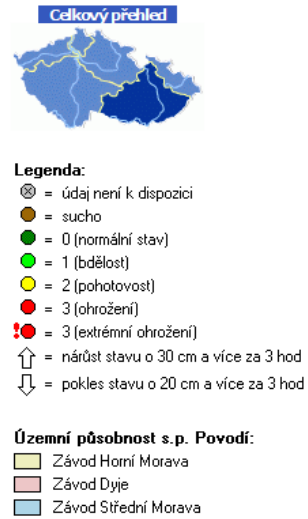 Celkový přehled
Legenda:
= údaj není k dispozici
= sucho
= 0 (normální stav)
= 1 (bdělost)
= 2 (pohotovost)
= 3 (ohrožení)
= 3 (extrémní ohrožení)
= nárůst stavu o 30 cm a více za 3 hod
= pokles stavu o 20 cm a více za 3 hod
Územní působnost s.p. Povodí:
Závod Horní Morava
Závod Dyje
Závod Střední Morava